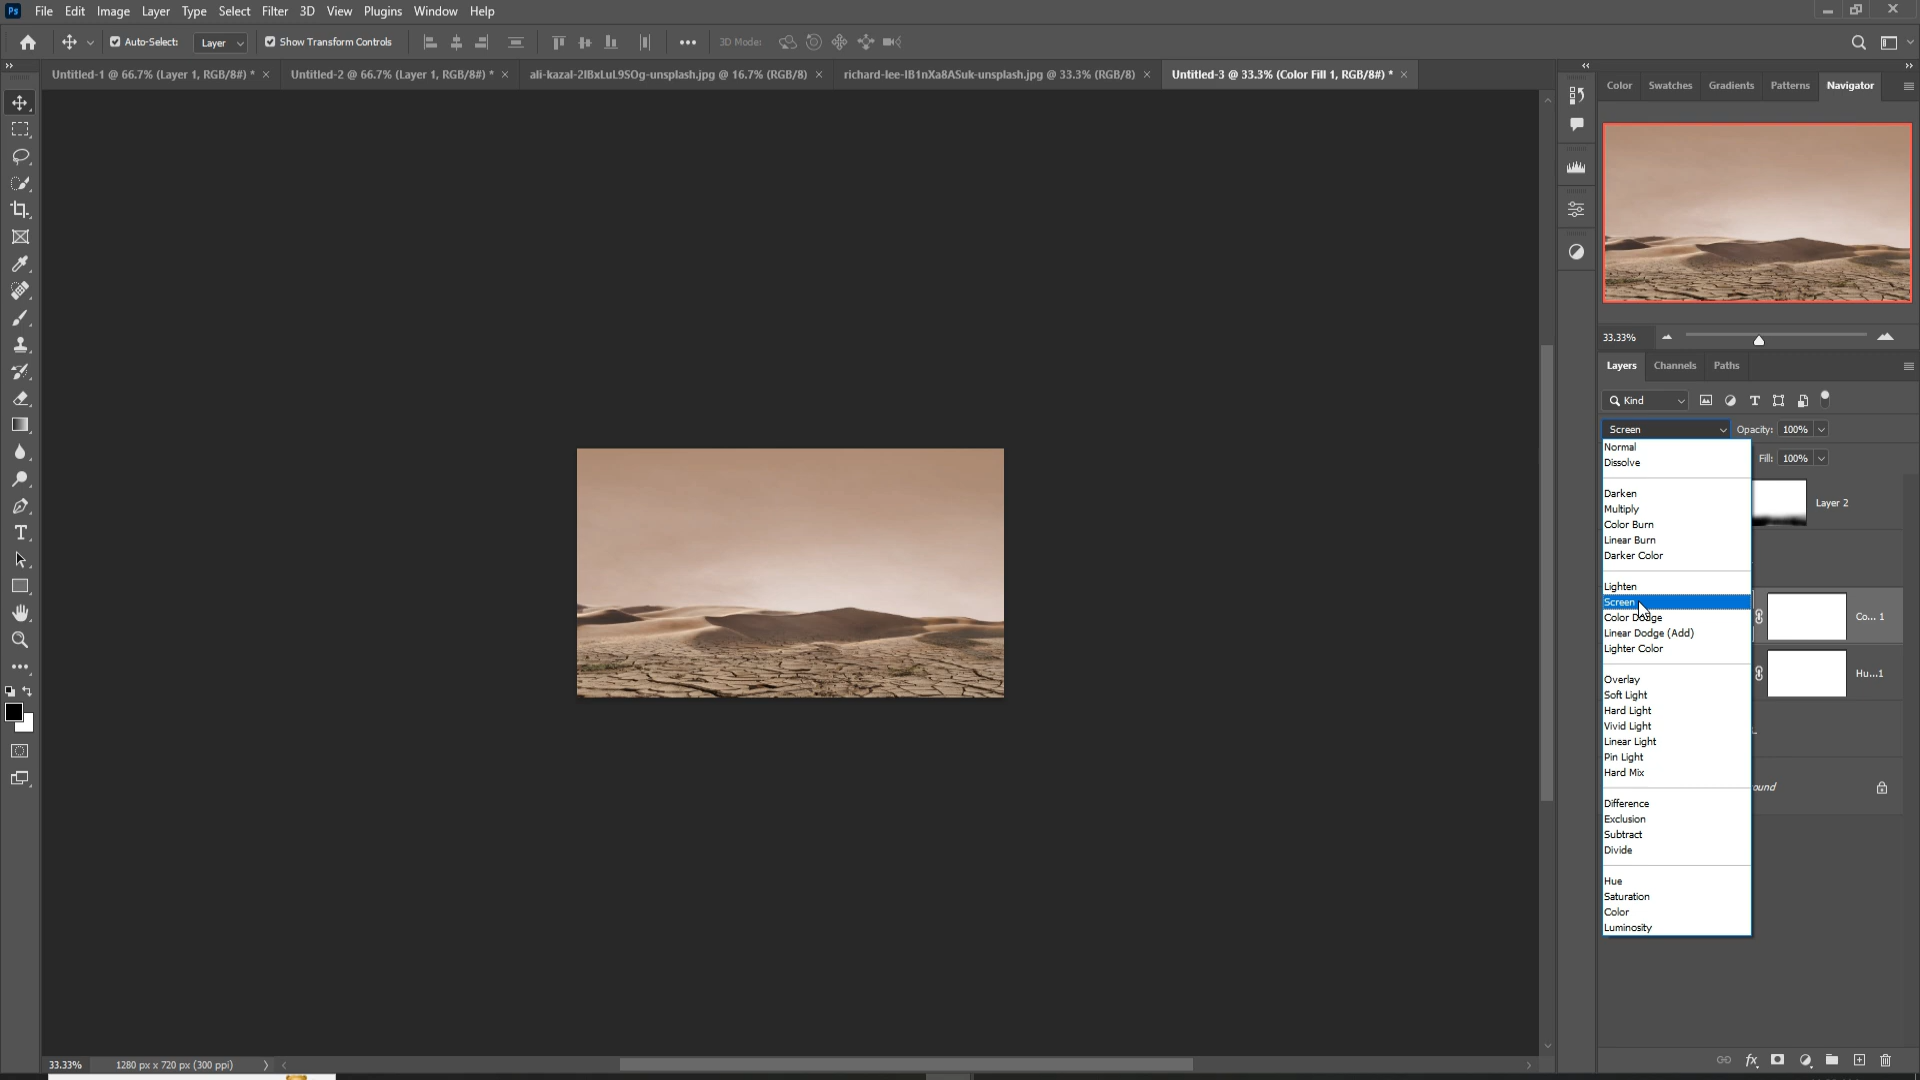 Ps File Edit Image Layer Type Select Filter 3D View Plugins Window Help
Auto-Select: Layer Show Transform Controls 3D Mode:
Untitled-1 @ 66.7% (Layer 1, RGB/8#) * Untitled-2 @ 66.7% (Layer 1, RGB/8#) * ali-kazal-2IBxLuL9SOg-unsplash.jpg @ 16.7% (RGB/8) richard-lee-IB1nXa8ASuk-unsplash.jpg @ 33.3% (RGB/8) Untitled-3 @ 33.3% (Color Fill 1, RGB/8#) *
Color Swatches Gradients Patterns Navigator
33.33%
Layers Channels Paths
Kind
Screen Opacity: 100%
Fill: 100%
Normal
Dissolve
Darken
Multiply
Color Burn
Linear Burn
Darker Color
Lighten
Screen
Color Dodge
Linear Dodge (Add)
Lighter Color
Overlay
Soft Light
Hard Light
Vivid Light
Linear Light
Pin Light
Hard Mix
Difference
Exclusion
Subtract
Divide
Hue
Saturation
Color
Luminosity
Layer 2
Co... 1
Hu...1
ound
33.33% 1280 px x 720 px (300 ppi)
fx